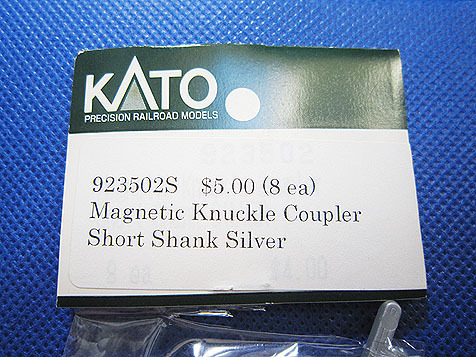 KATO
PRECISION RAILROAD MODELS
923502S $5.00 (8 ea)
Magnetic Knuckle Coupler
Short Shank Silver